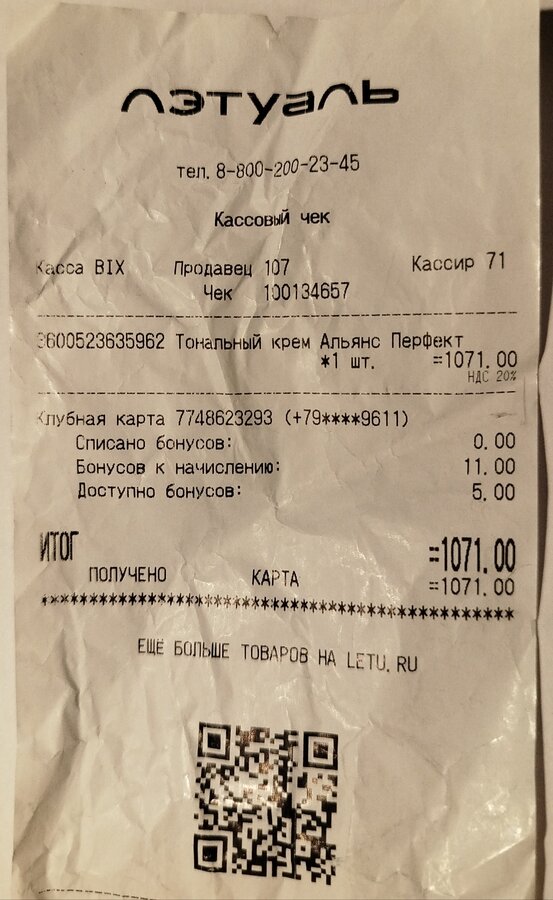 ЛЭТУАЛЬ
тел. 8-800-200-23-45
Кассовый чек
Касса BIX Продавец 107 Кассир 71
Чек 100134657
3600523635962 Тональный крем Альянс Перфект
*1 шт. =1071.00
НДС 20%
Клубная карта 7748623293 (+79****9611)
Списано бонусов: 0.00
Бонусов к начислению: 11.00
Доступно бонусов: 5.00
ИТОГ =1071.00
ПОЛУЧЕНО КАРТА =1071.00
ЕЩЁ БОЛЬШЕ ТОВАРОВ НА LETU.RU